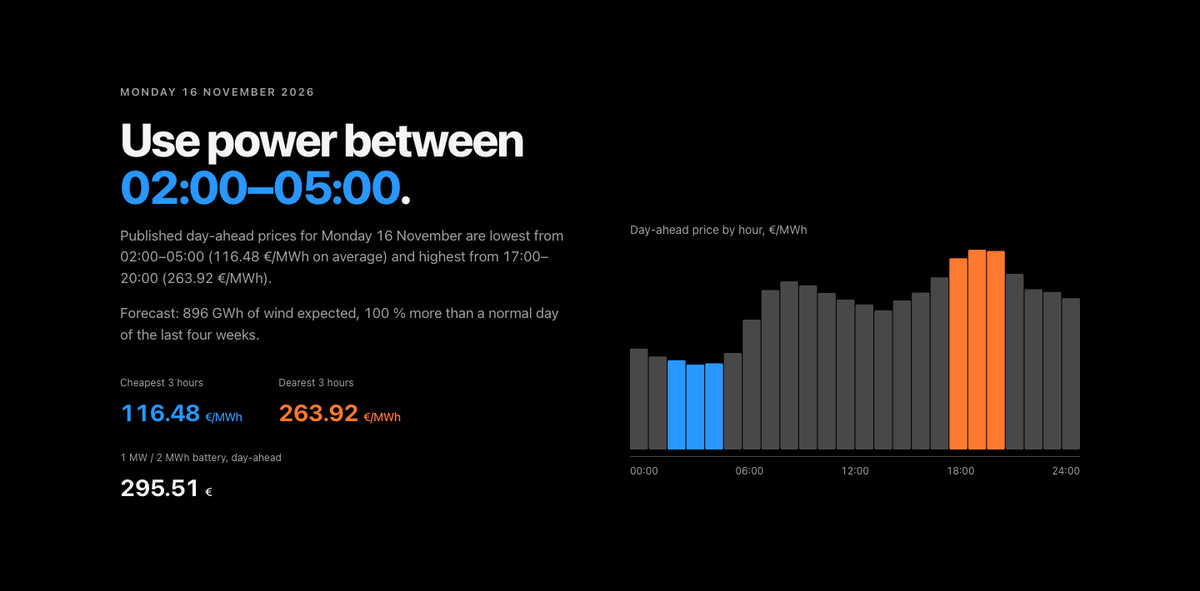 MONDAY 16 NOVEMBER 2026
Use power between
02:00–05:00.
Published day-ahead prices for Monday 16 November are lowest from
02:00–05:00 (116.48 €/MWh on average) and highest from 17:00–
20:00 (263.92 €/MWh).
Forecast: 896 GWh of wind expected, 100 % more than a normal day
of the last four weeks.
Cheapest 3 hours
116.48 €/MWh
Dearest 3 hours
263.92 €/MWh
1 MW / 2 MWh battery, day-ahead
295.51 €
Day-ahead price by hour, €/MWh
00:00 06:00 12:00 18:00 24:00